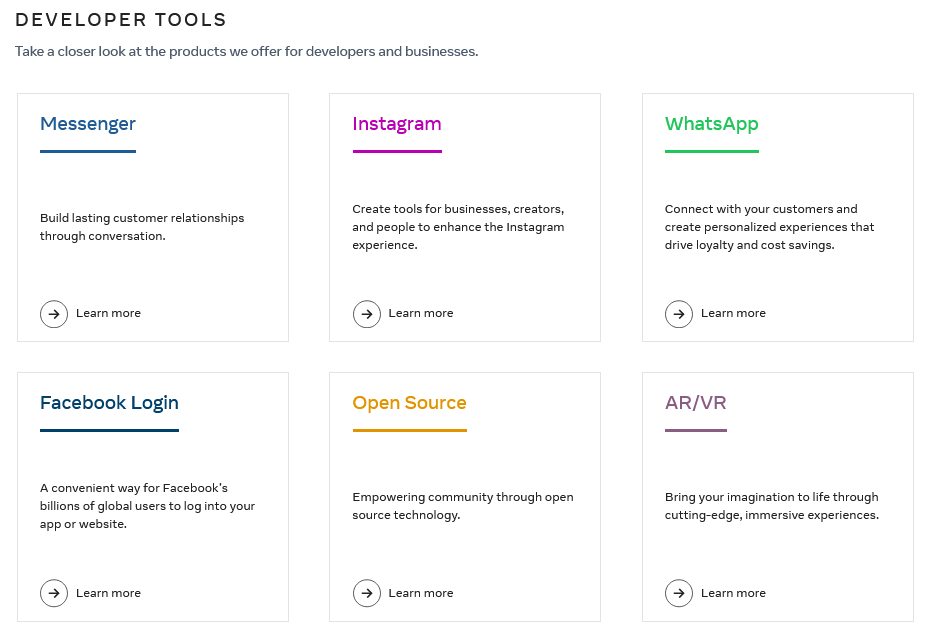 DEVELOPER TOOLS
Take a closer look at the products we offer for developers and businesses.
Messenger
Build lasting customer relationships
through conversation.
Learn more
Instagram
Create tools for businesses, creators,
and people to enhance the Instagram
experience.
Learn more
WhatsApp
Connect with your customers and
create personalized experiences that
drive loyalty and cost savings.
Learn more
Facebook Login
A convenient way for Facebook's
billions of global users to log into your
app or website.
Learn more
Open Source
Empowering community through open
source technology.
Learn more
AR/VR
Bring your imagination to life through
cutting-edge, immersive experiences.
Learn more